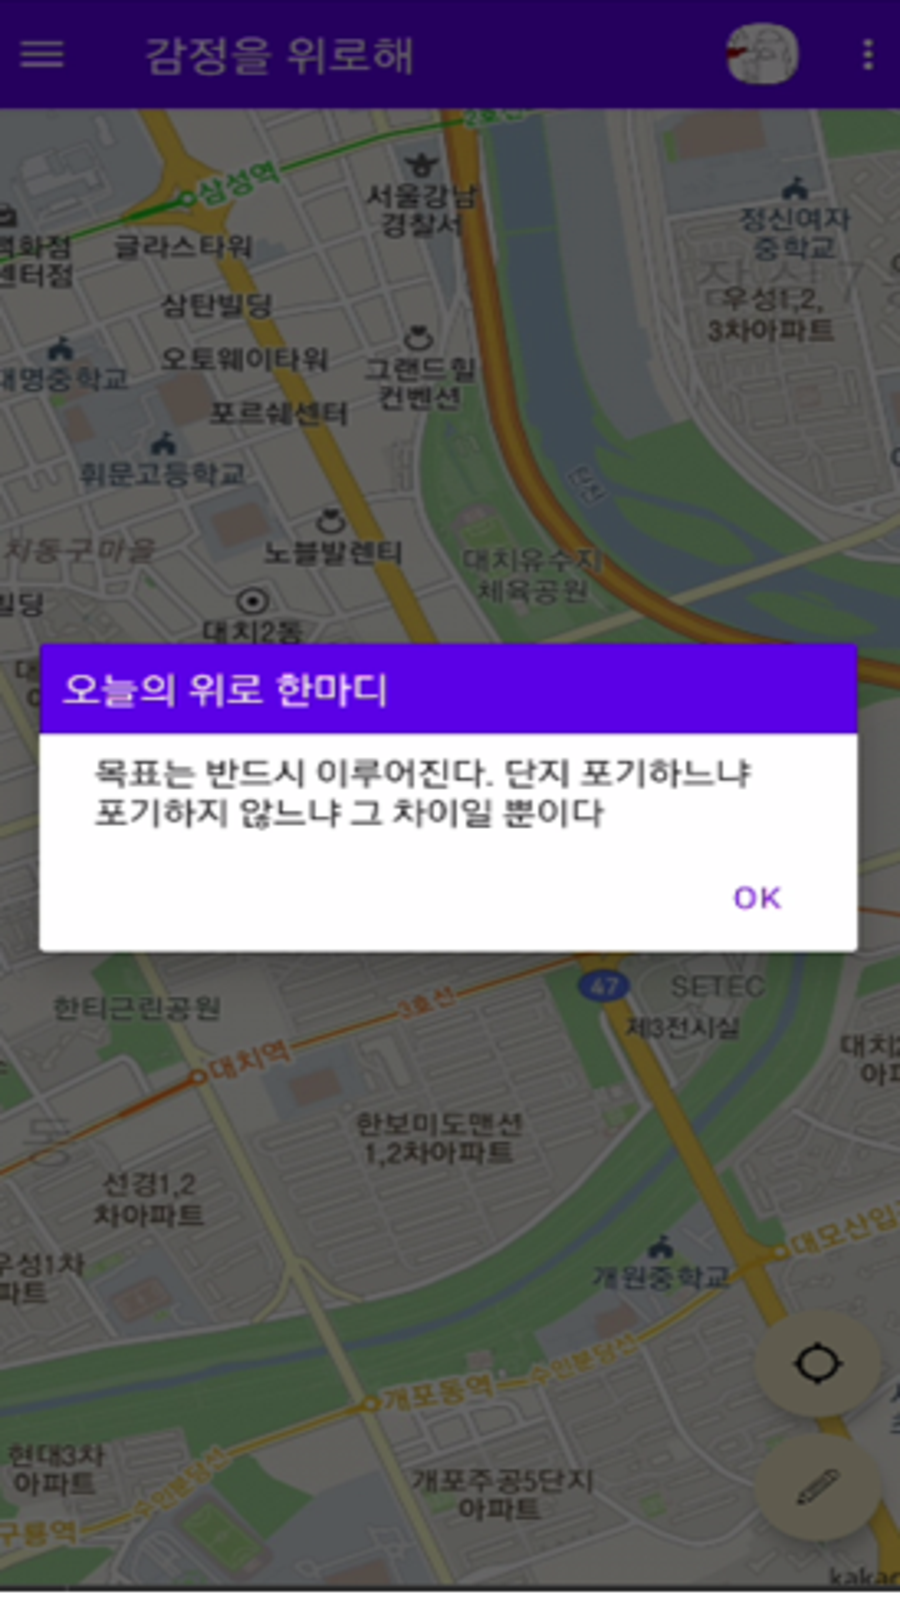 감정을 위로해
2호선
삼성역
서울강남
경찰서
정신여자
중학교
백화점
센터점
글라스타워
잠실7
우성1,2,
3차아파트
삼탄빌딩
대명중학교
오토웨이타워
그랜드힐
컨벤션
포르쉐센터
휘문고등학교
탄천
치동구마을
노블발렌티
대치유수지
체육공원
빌딩
대치2동
오늘의 위로 한마디
목표는 반드시 이루어진다. 단지 포기하느냐
포기하지 않느냐 그 차이일 뿐이다
OK
47
SETEC
제3전시실
한티근린공원
3호선
대치역
대치2
아파
한보미도맨션
1,2차아파트
동
선경1,2
차아파트
우성1차
파트
대모산입
개원중학교
수인분당선
개포동역
현대3차
아파트
수인분당선
개포주공5단지
아파트
구룡역
kakao